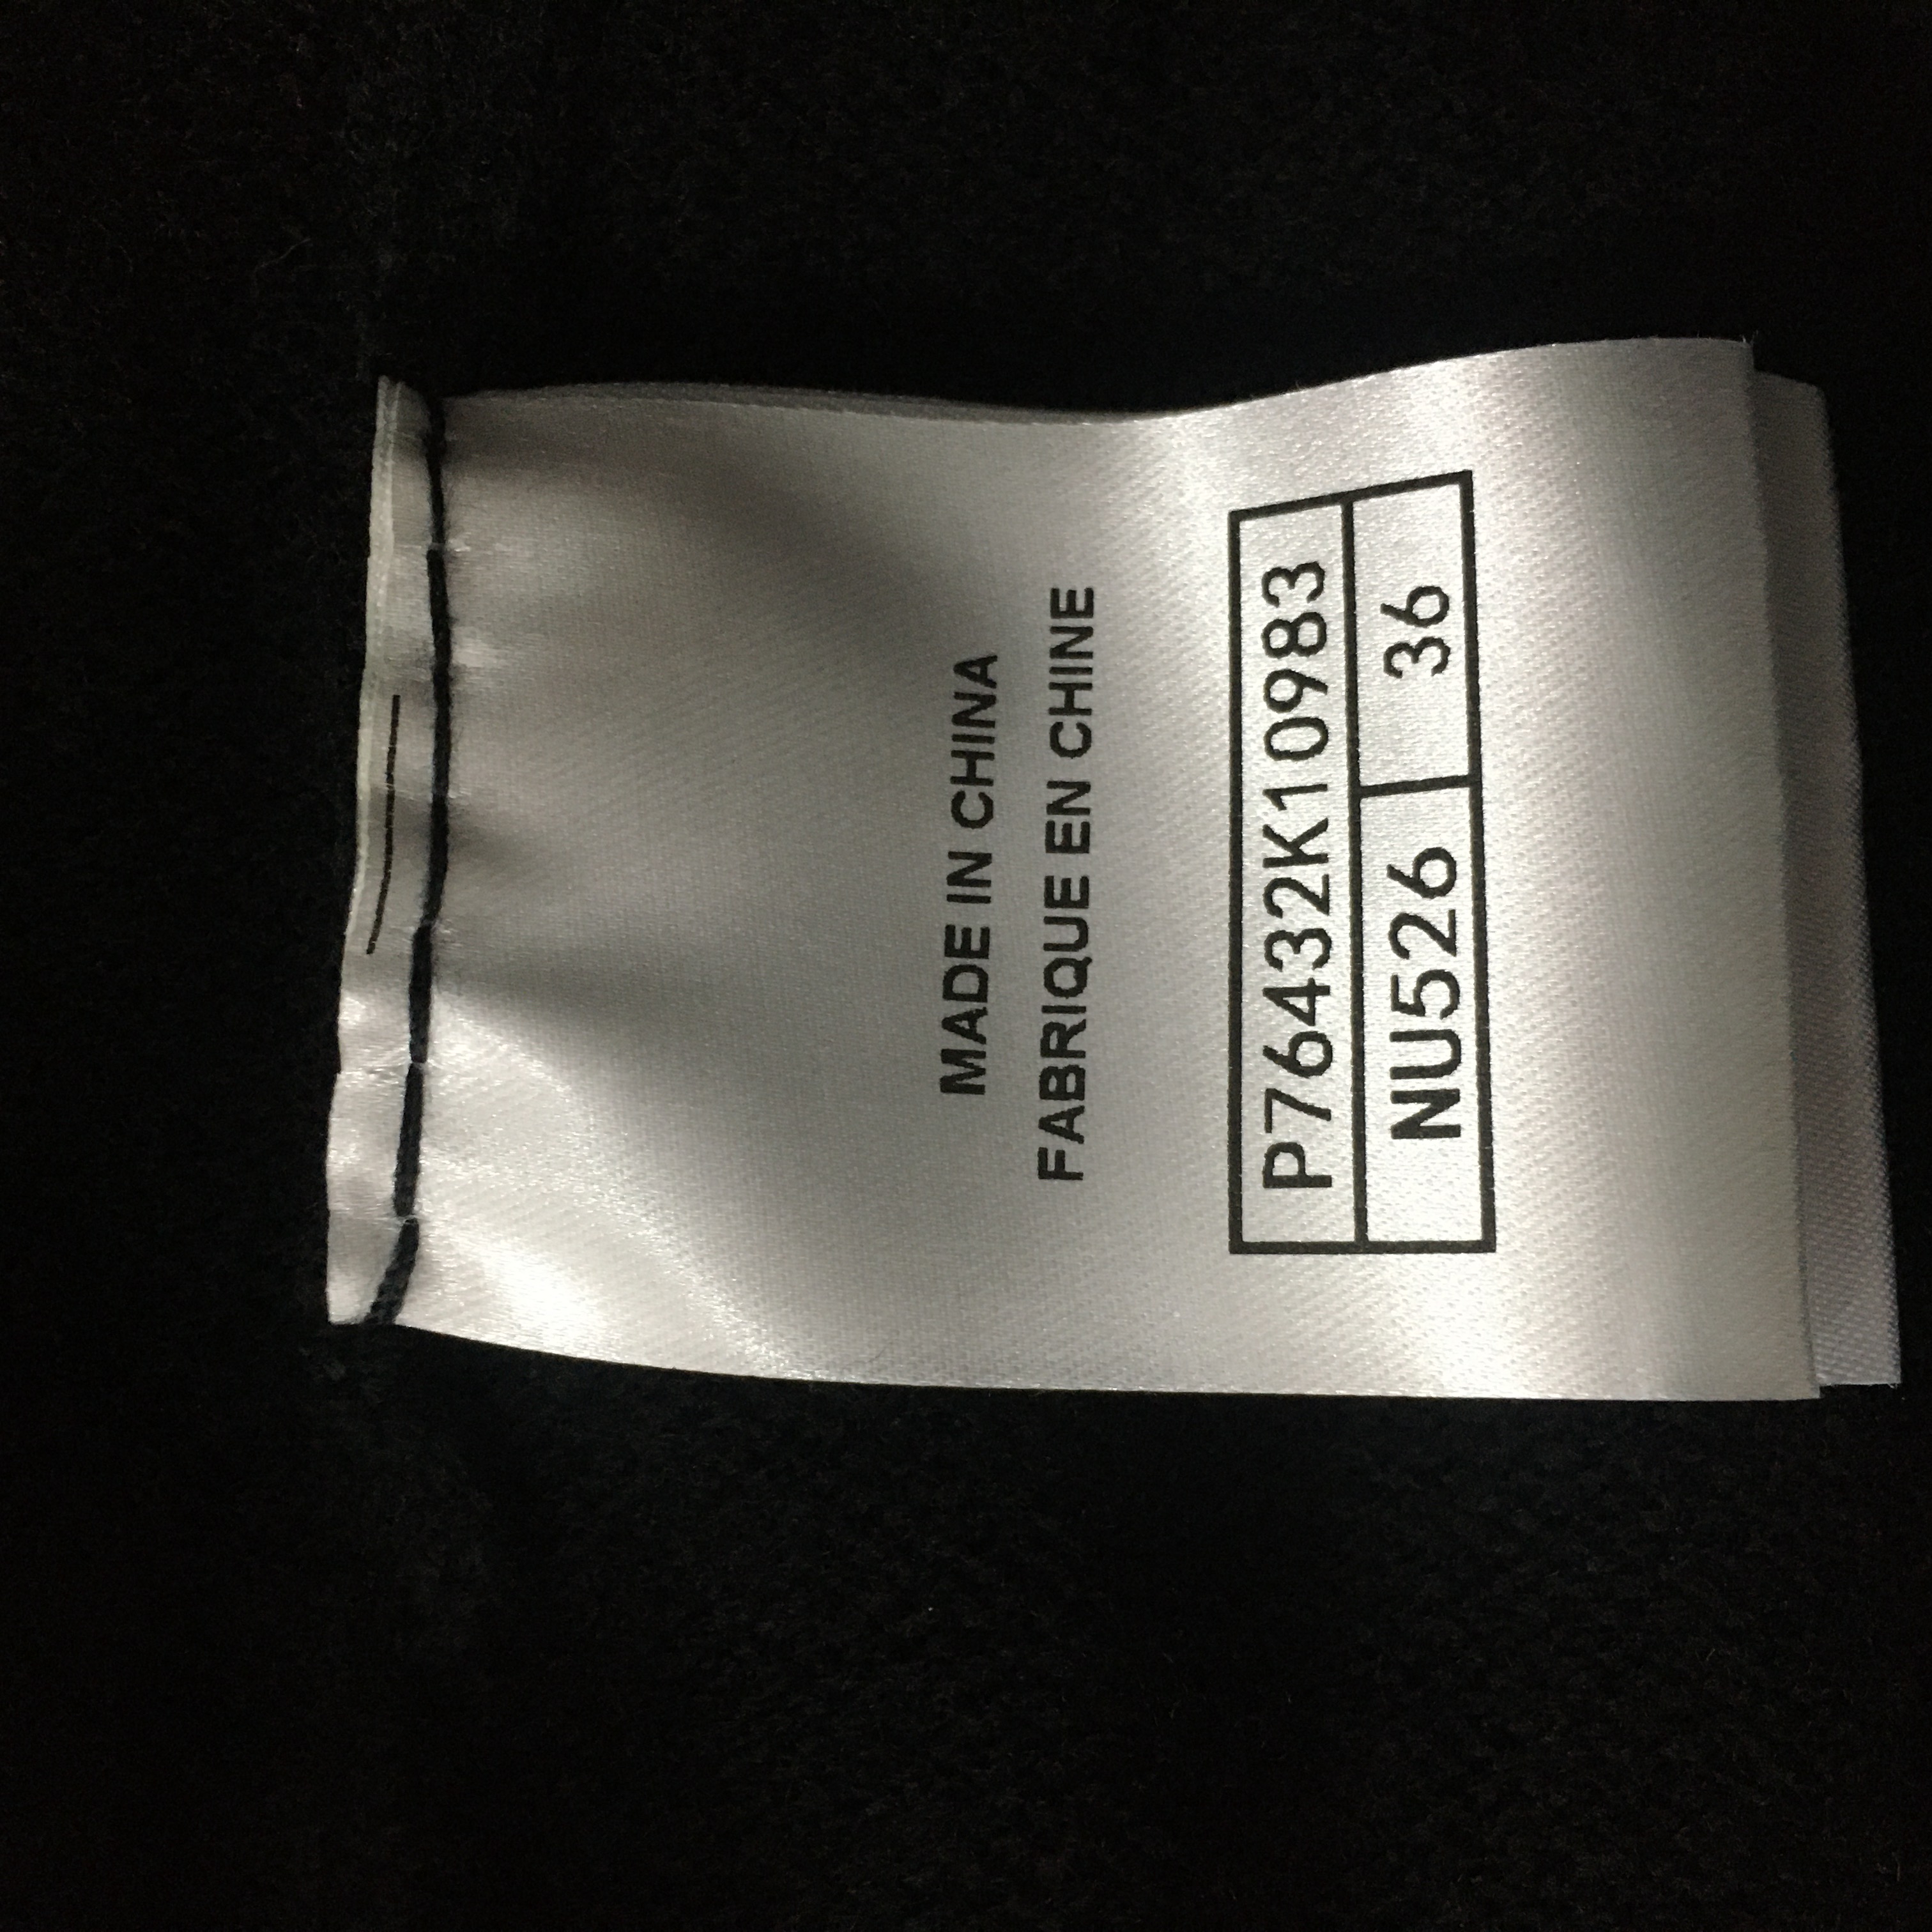 MADE IN CHINA
FABRIQUE EN CHINE
P76432K10983
NU526 36